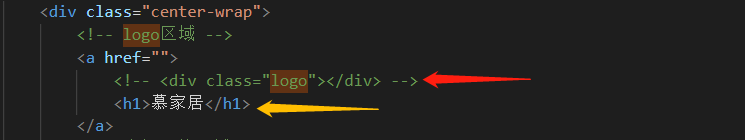 <div class="center-wrap">
<!-- logo区域 -->
<a href="">
<!-- <div class="logo"></div> -->
<h1>慕家居</h1>
</a>